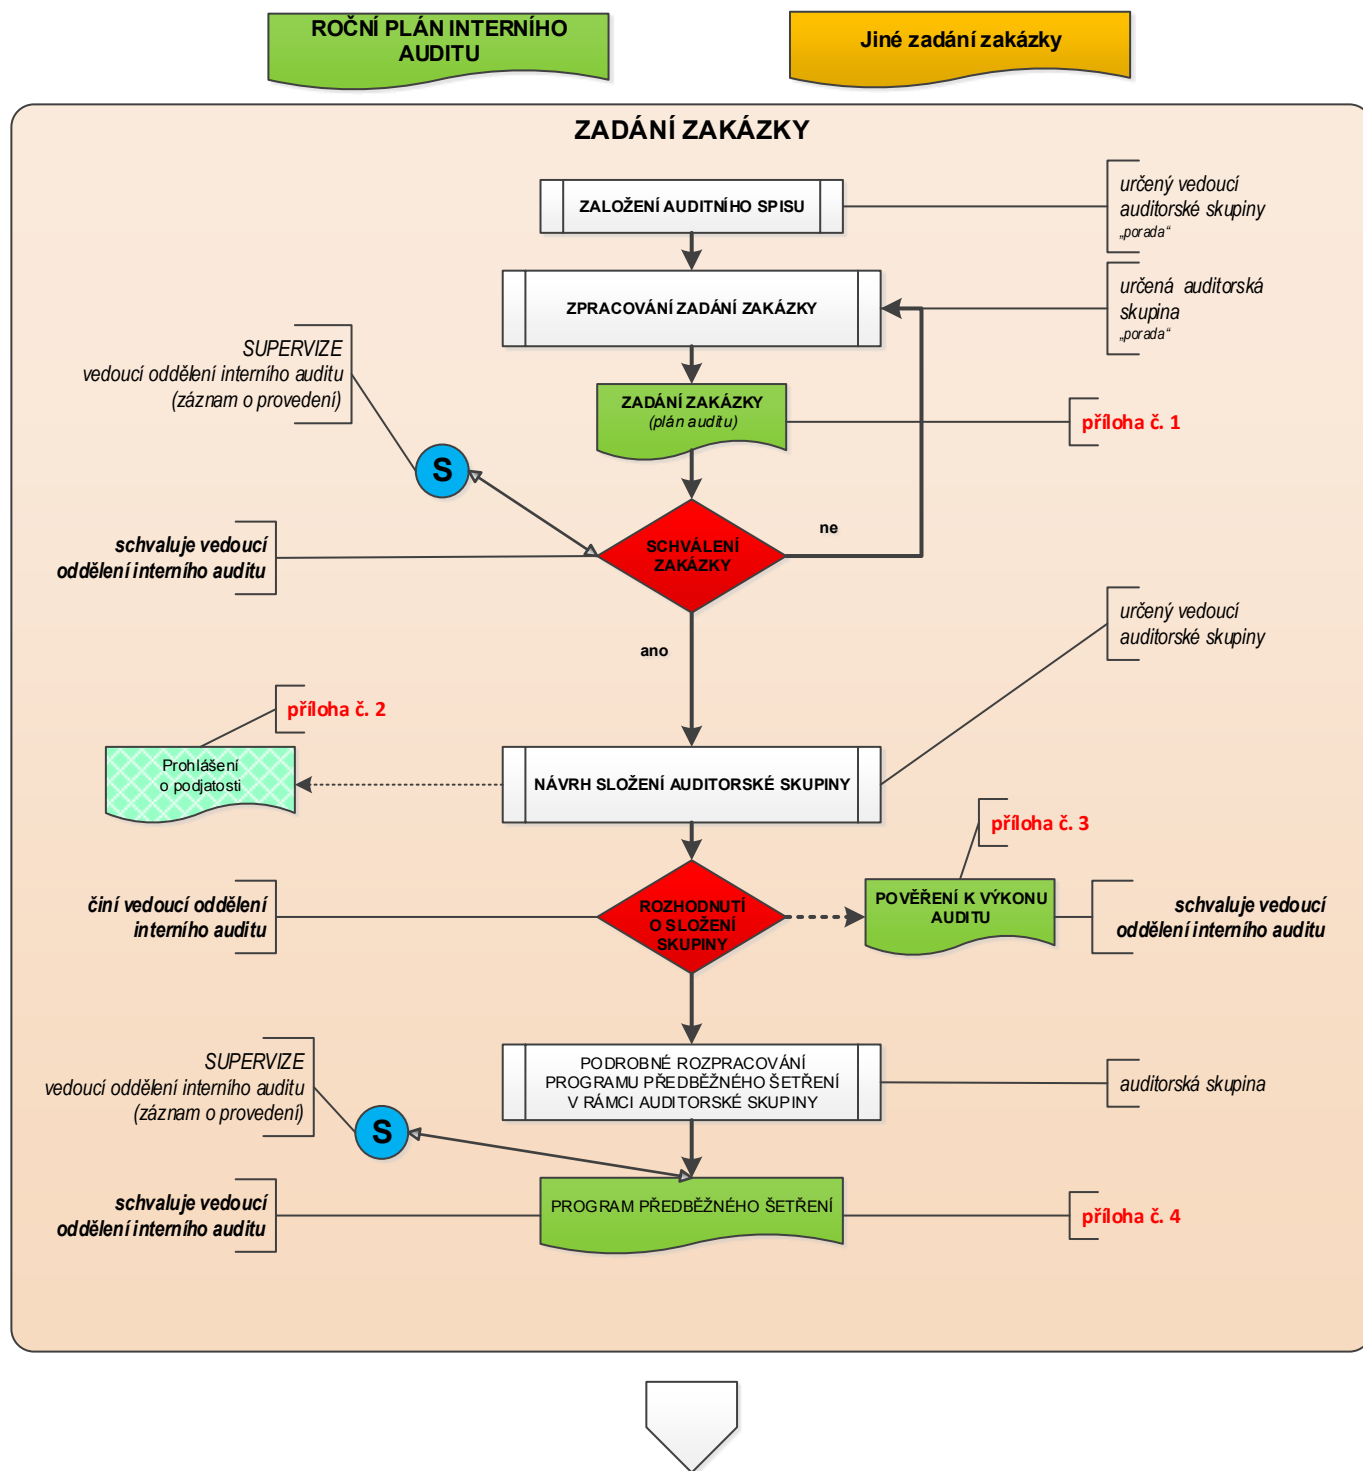 ROČNÍ PLÁN INTERNÍHO
AUDITU
Jiné zadání zakázky
ZADÁNÍ ZAKÁZKY
ZALOŽENÍ AUDITNÍHO SPISU
určený vedoucí
auditorské skupiny
„porada“
ZPRACOVÁNÍ ZADÁNÍ ZAKÁZKY
určená auditorská
skupina
„porada“
SUPERVIZE
vedoucí oddělení interního auditu
(záznam o provedení)
ZADÁNÍ ZAKÁZKY
(plán auditu)
příloha č. 1
S
schvaluje vedoucí
oddělení interního auditu
SCHVÁLENÍ
ZAKÁZKY
ne
ano
určený vedoucí
auditorské skupiny
příloha č. 2
Prohlášení
o podjatosti
NÁVRH SLOŽENÍ AUDITORSKÉ SKUPINY
příloha č. 3
činí vedoucí oddělení
interního auditu
ROZHODNUTÍ
O SLOŽENÍ
SKUPINY
POVĚŘENÍ K VÝKONU
AUDITU
schvaluje vedoucí
oddělení interního auditu
SUPERVIZE
vedoucí oddělení interního auditu
(záznam o provedení)
PODROBNÉ ROZPRACOVÁNÍ
PROGRAMU PŘEDBĚŽNÉHO ŠETŘENÍ
V RÁMCI AUDITORSKÉ SKUPINY
auditorská skupina
S
schvaluje vedoucí
oddělení interního auditu
PROGRAM PŘEDBĚŽNÉHO ŠETŘENÍ
příloha č. 4